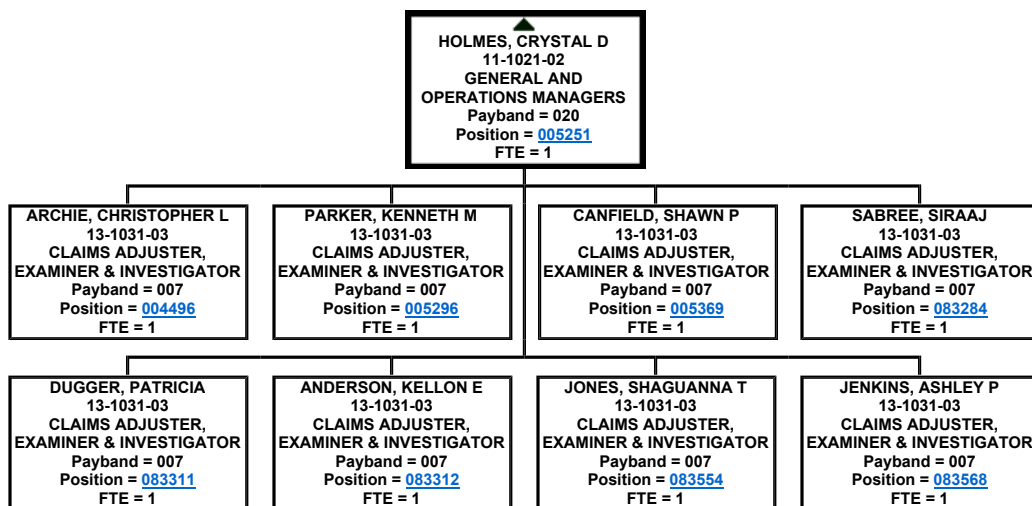 HOLMES, CRYSTAL D
11-1021-02
GENERAL AND
OPERATIONS MANAGERS
Payband = 020
Position = 005251
FTE = 1
ARCHIE, CHRISTOPHER L
13-1031-03
CLAIMS ADJUSTER,
EXAMINER & INVESTIGATOR
Payband = 007
Position = 004496
FTE = 1
PARKER, KENNETH M
13-1031-03
CLAIMS ADJUSTER,
EXAMINER & INVESTIGATOR
Payband = 007
Position = 005296
FTE = 1
CANFIELD, SHAWN P
13-1031-03
CLAIMS ADJUSTER,
EXAMINER & INVESTIGATOR
Payband = 007
Position = 005369
FTE = 1
SABREE, SIRAAJ
13-1031-03
CLAIMS ADJUSTER,
EXAMINER & INVESTIGATOR
Payband = 007
Position = 083284
FTE = 1
DUGGER, PATRICIA
13-1031-03
CLAIMS ADJUSTER,
EXAMINER & INVESTIGATOR
Payband = 007
Position = 083311
FTE = 1
ANDERSON, KELLON E
13-1031-03
CLAIMS ADJUSTER,
EXAMINER & INVESTIGATOR
Payband = 007
Position = 083312
FTE = 1
JONES, SHAGUANNA T
13-1031-03
CLAIMS ADJUSTER,
EXAMINER & INVESTIGATOR
Payband = 007
Position = 083554
FTE = 1
JENKINS, ASHLEY P
13-1031-03
CLAIMS ADJUSTER,
EXAMINER & INVESTIGATOR
Payband = 007
Position = 083568
FTE = 1